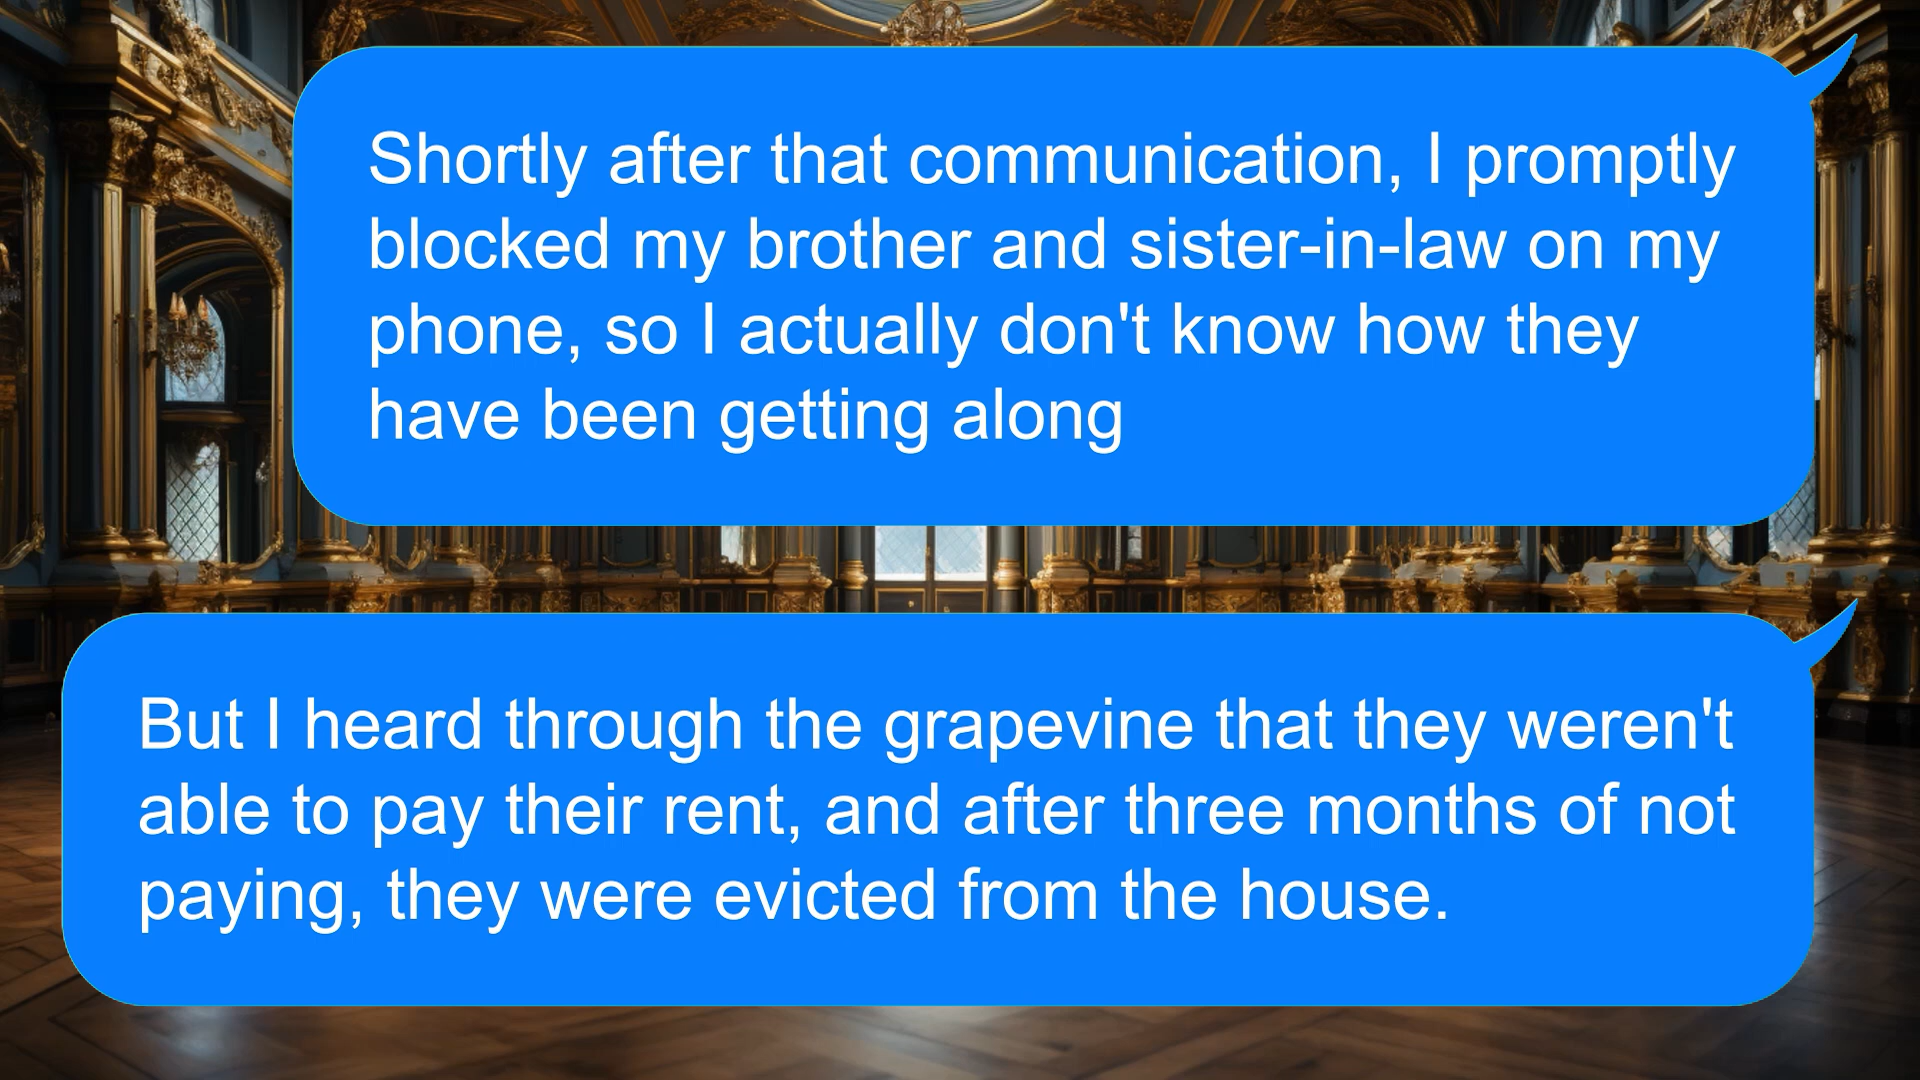 Shortly after that communication, I promptly
blocked my brother and sister-in-law on my
phone, so I actually don't know how they
have been getting along
But I heard through the grapevine that they weren't
able to pay their rent, and after three months of not
paying, they were evicted from the house.